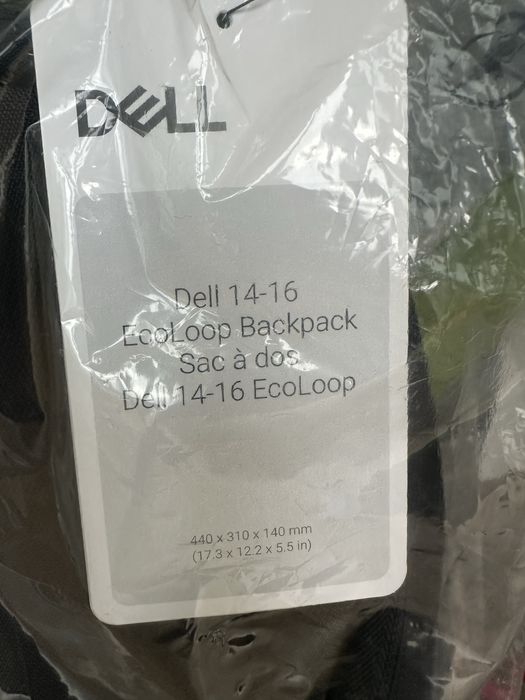 DELL
Dell 14-16
EcoLoop Backpack
Sac à dos
Dell 14-16 EcoLoop
440 x 310 x 140 mm
(17.3 x 12.2 x 5.5 in)